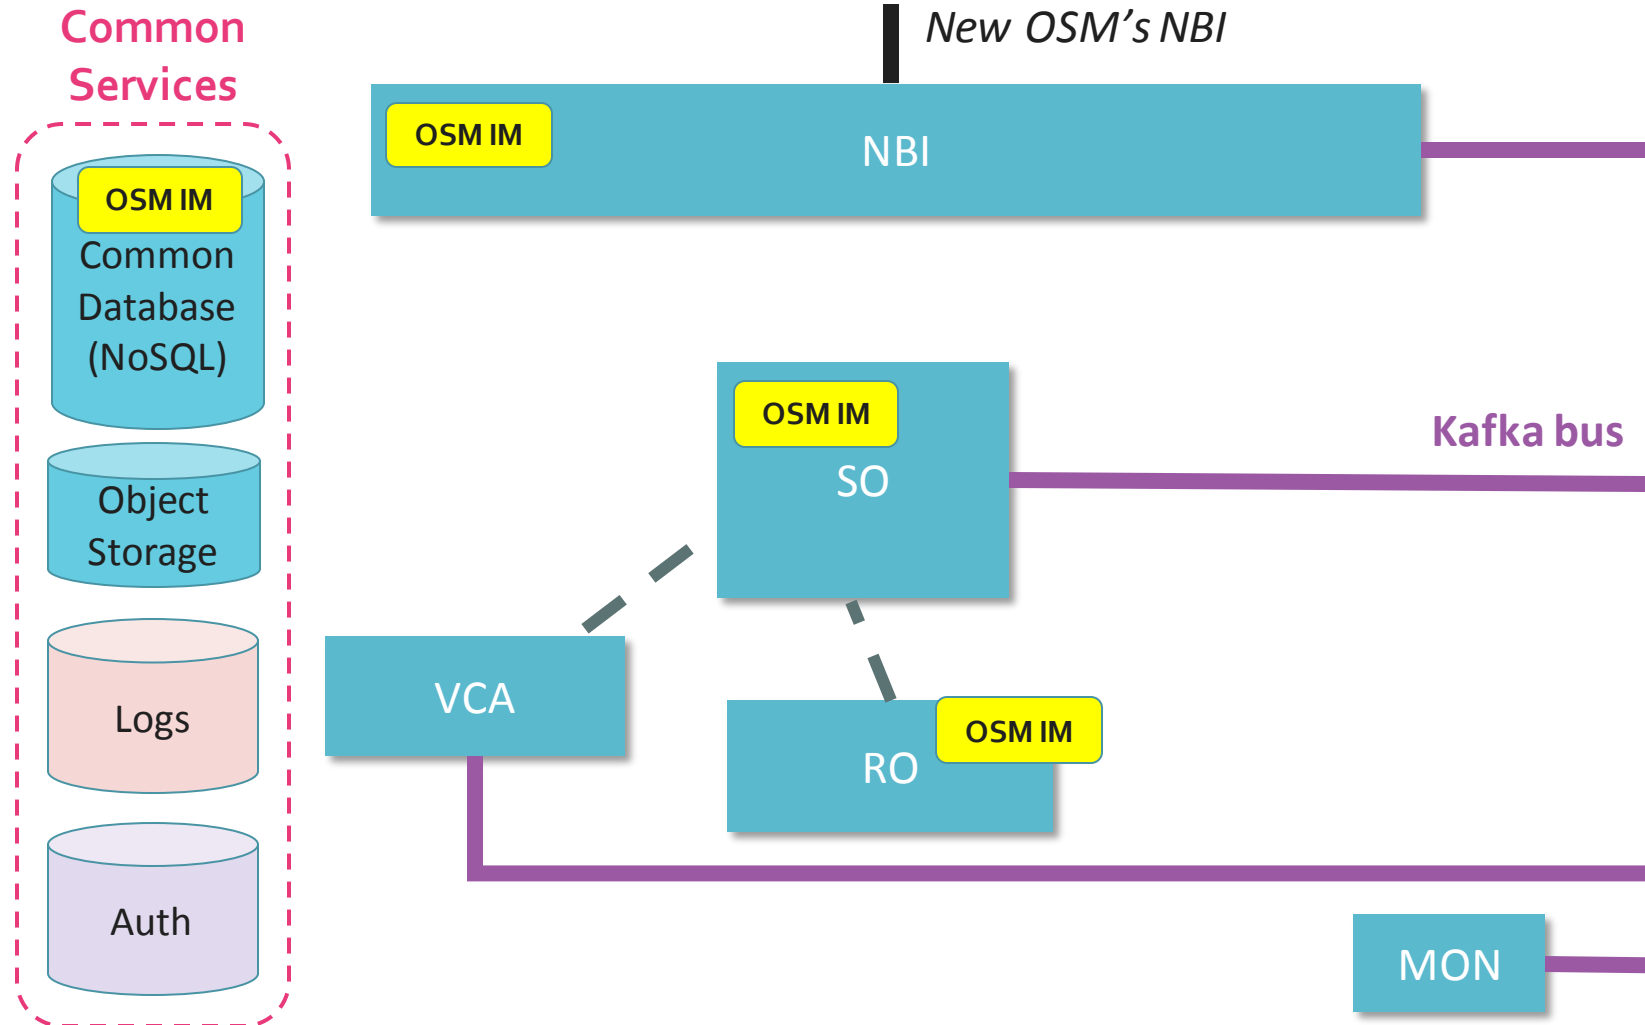 Common
Services
New OSM's NBI
OSM IM
NBI
OSM IM
Common
Database
(NoSQL)
OSM IM
SO
Kafka bus
Object
Storage
VCA
Logs
OSM IM
RO
Auth
MON